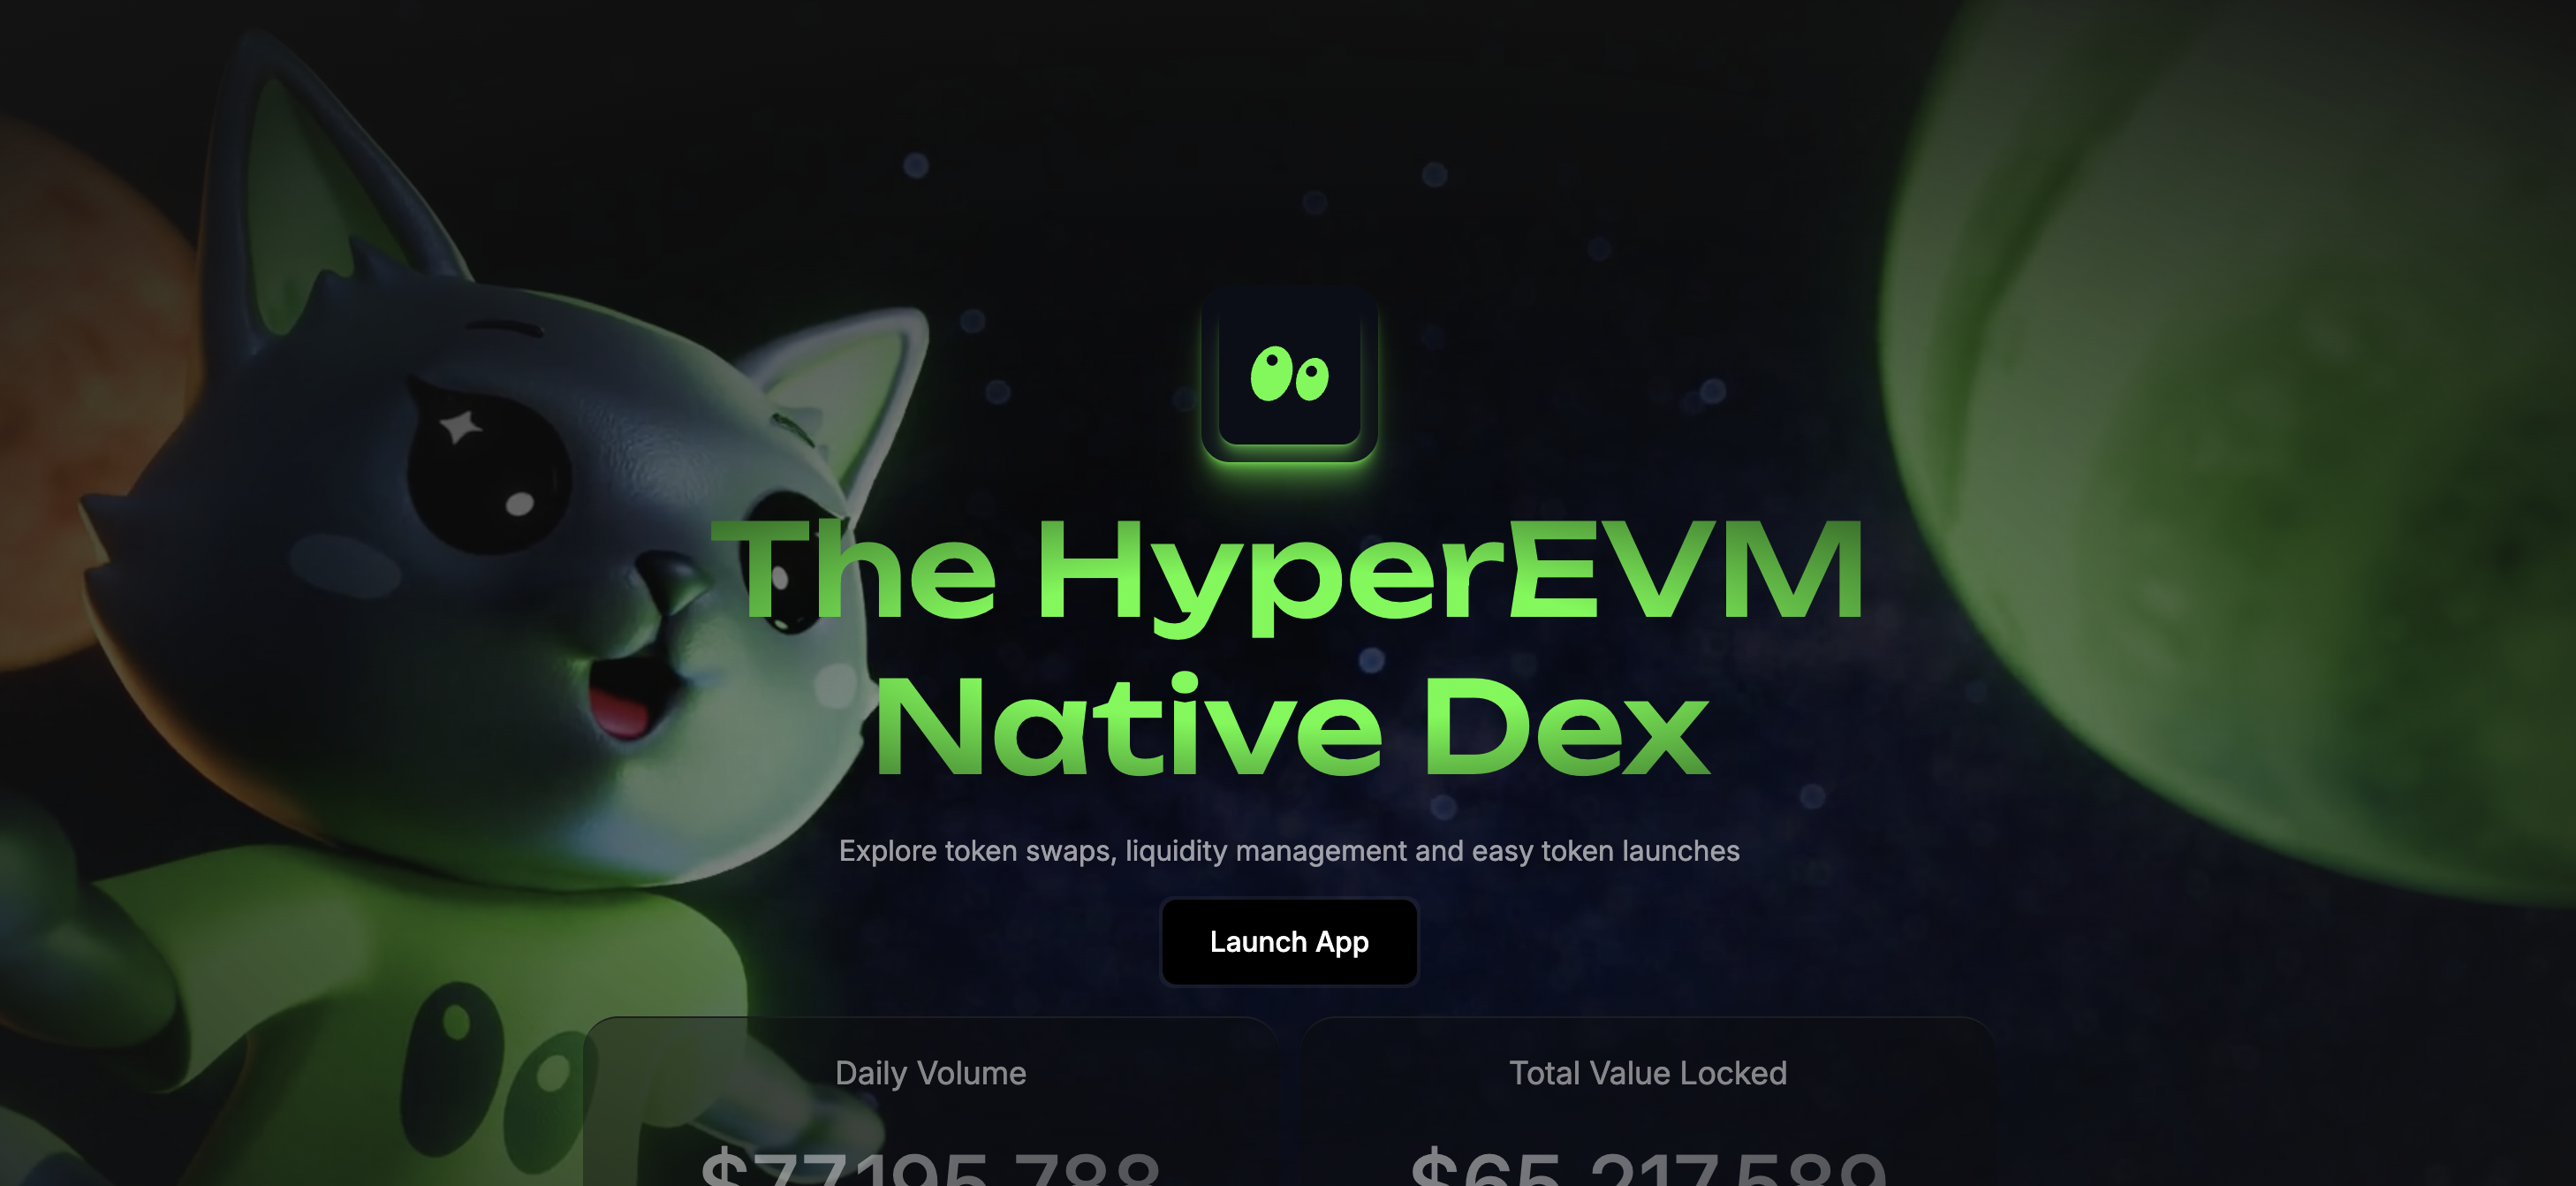 The HyperEVM
Native Dex
Explore token swaps, liquidity management and easy token launches
Launch App
Daily Volume
Total Value Locked
$77,195,788
$65,217,589